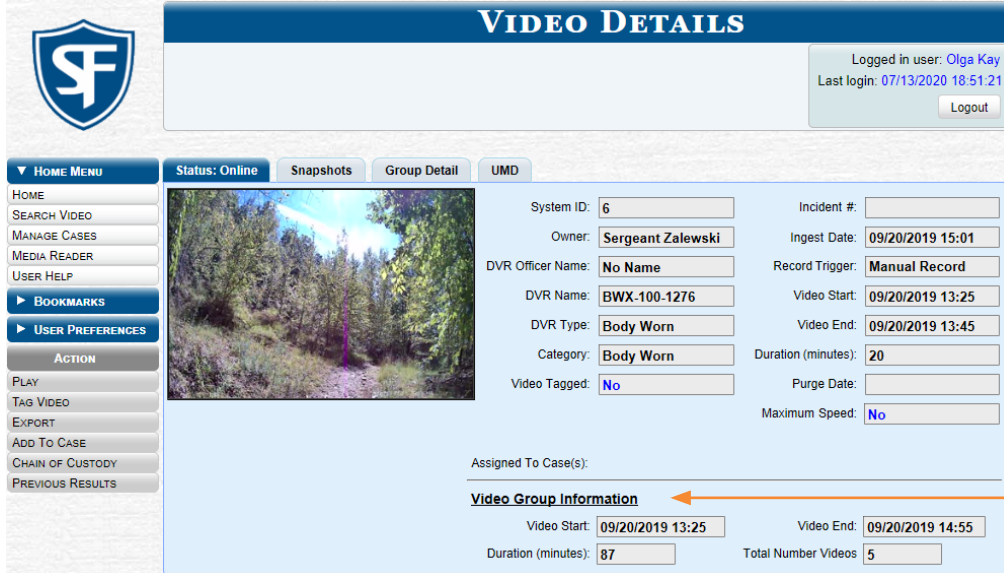 VIDEO DETAILS
SF
Logged in user: Olga Kay
Last login: 07/13/2020 18:51:21
Logout
▼ HOME MENU
HOME
SEARCH VIDEO
MANAGE CASES
MEDIA READER
USER HELP
► BOOKMARKS
► USER PREFERENCES
ACTION
PLAY
TAG VIDEO
EXPORT
ADD TO CASE
CHAIN OF CUSTODY
PREVIOUS RESULTS
Status: Online Snapshots Group Detail UMD
System ID: 6 Incident #:
Owner: Sergeant Zalewski Ingest Date: 09/20/2019 15:01
DVR Officer Name: No Name Record Trigger: Manual Record
DVR Name: BWX-100-1276 Video Start: 09/20/2019 13:25
DVR Type: Body Worn Video End: 09/20/2019 13:45
Category: Body Worn Duration (minutes): 20
Video Tagged: No Purge Date:
Maximum Speed: No
Assigned To Case(s):
Video Group Information
Video Start: 09/20/2019 13:25 Video End: 09/20/2019 14:55
Duration (minutes): 87 Total Number Videos 5